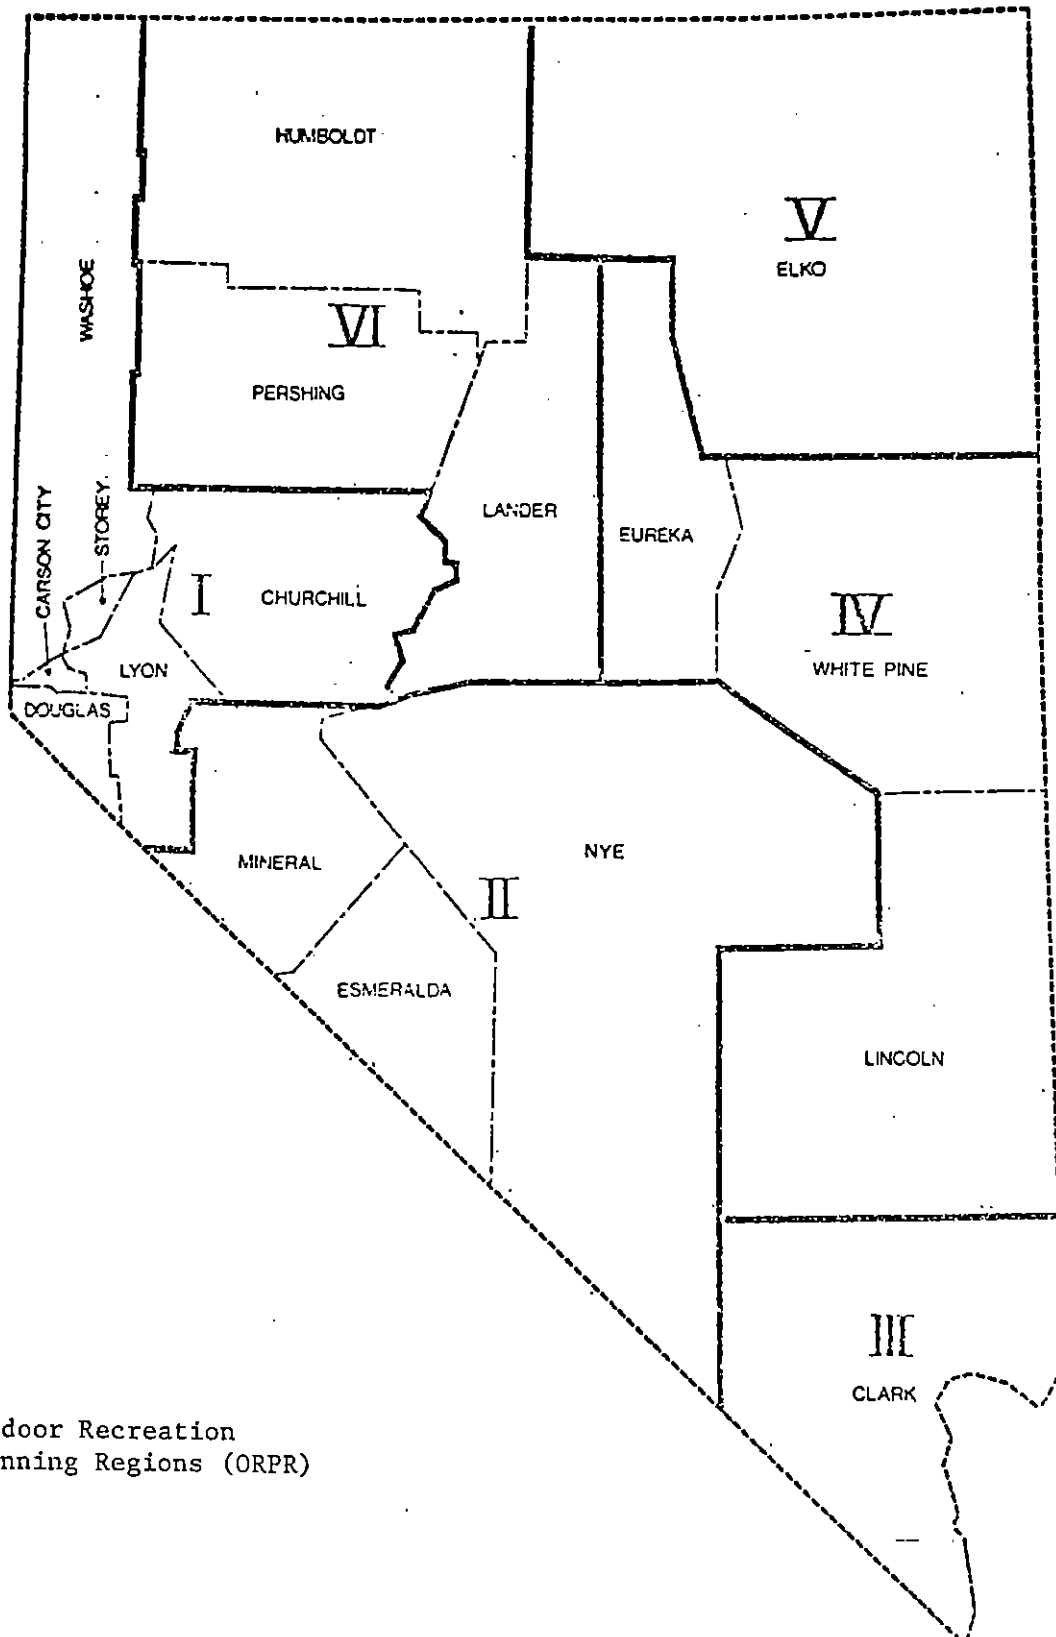 HUMBOLDT
V
ELKO
WASHOE
VI
PERSHING
CARSON CITY
STOREY
LANDER
EUREKA
I
CHURCHILL
IV
WHITE PINE
LYON
DOUGLAS
MINERAL
NYE
II
ESMERALDA
LINCOLN
III
CLARK
door Recreation
nning Regions (ORPR)